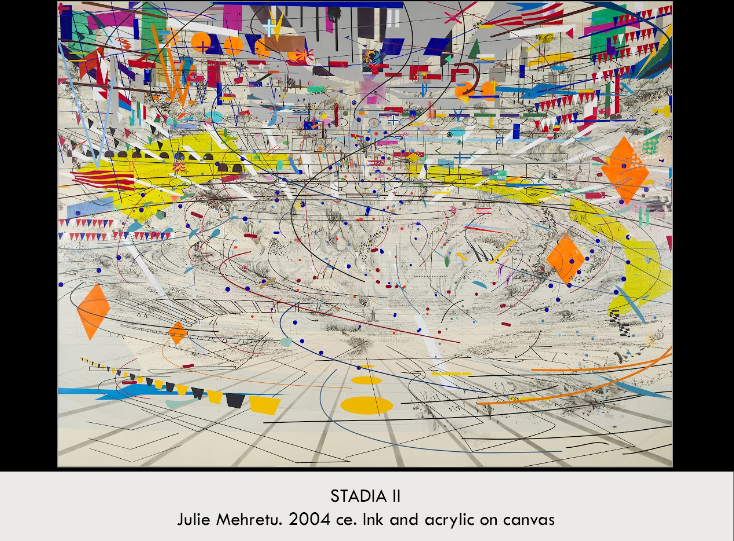 STADIA II
Julie Mehretu. 2004 ce. Ink and acrylic on canvas